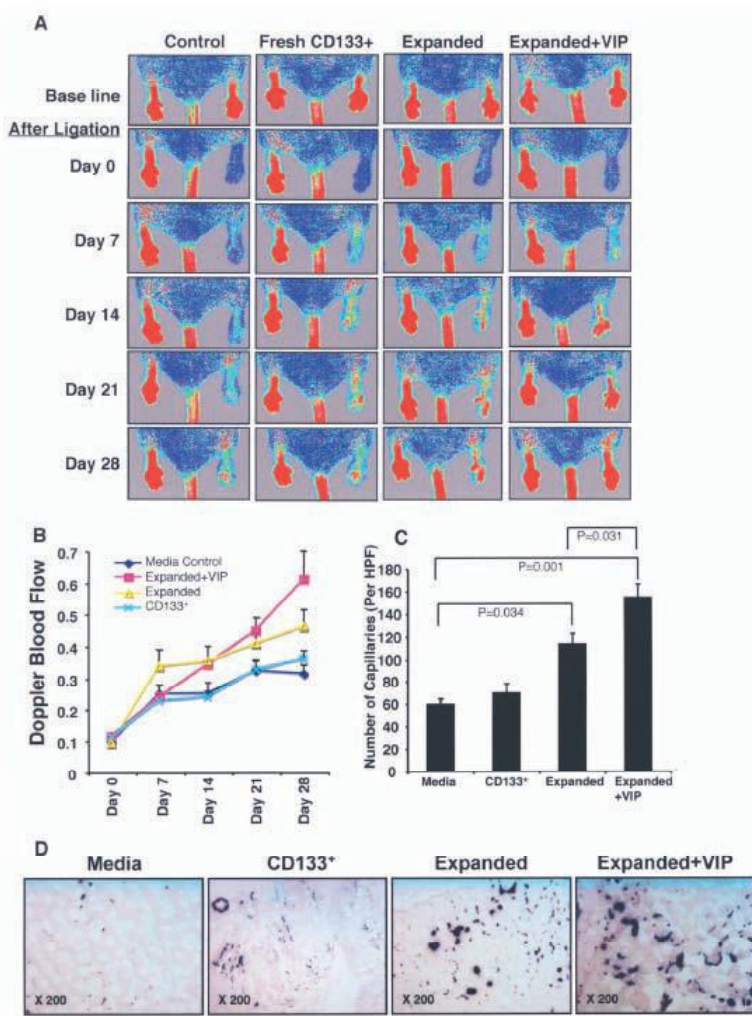 A
Control Fresh CD133+ Expanded Expanded+VIP
Base line
After Ligation
Day 0
Day 7
Day 14
Day 21
Day 28
B
Doppler Blood Flow
0.7
0.6
0.5
0.4
0.3
0.2
0.1
0
Media Control
Expanded+VIP
Expanded
CD133+
Day 0 Day 7 Day 14 Day 21 Day 28
C
P=0.031
P=0.001
P=0.034
Number of Capillaries (Per HPF)
180
160
140
120
100
80
60
40
20
0
Media CD133+ Expanded Expanded
+VIP
D
Media CD133+ Expanded Expanded+VIP
X 200 X 200 X 200 X 200